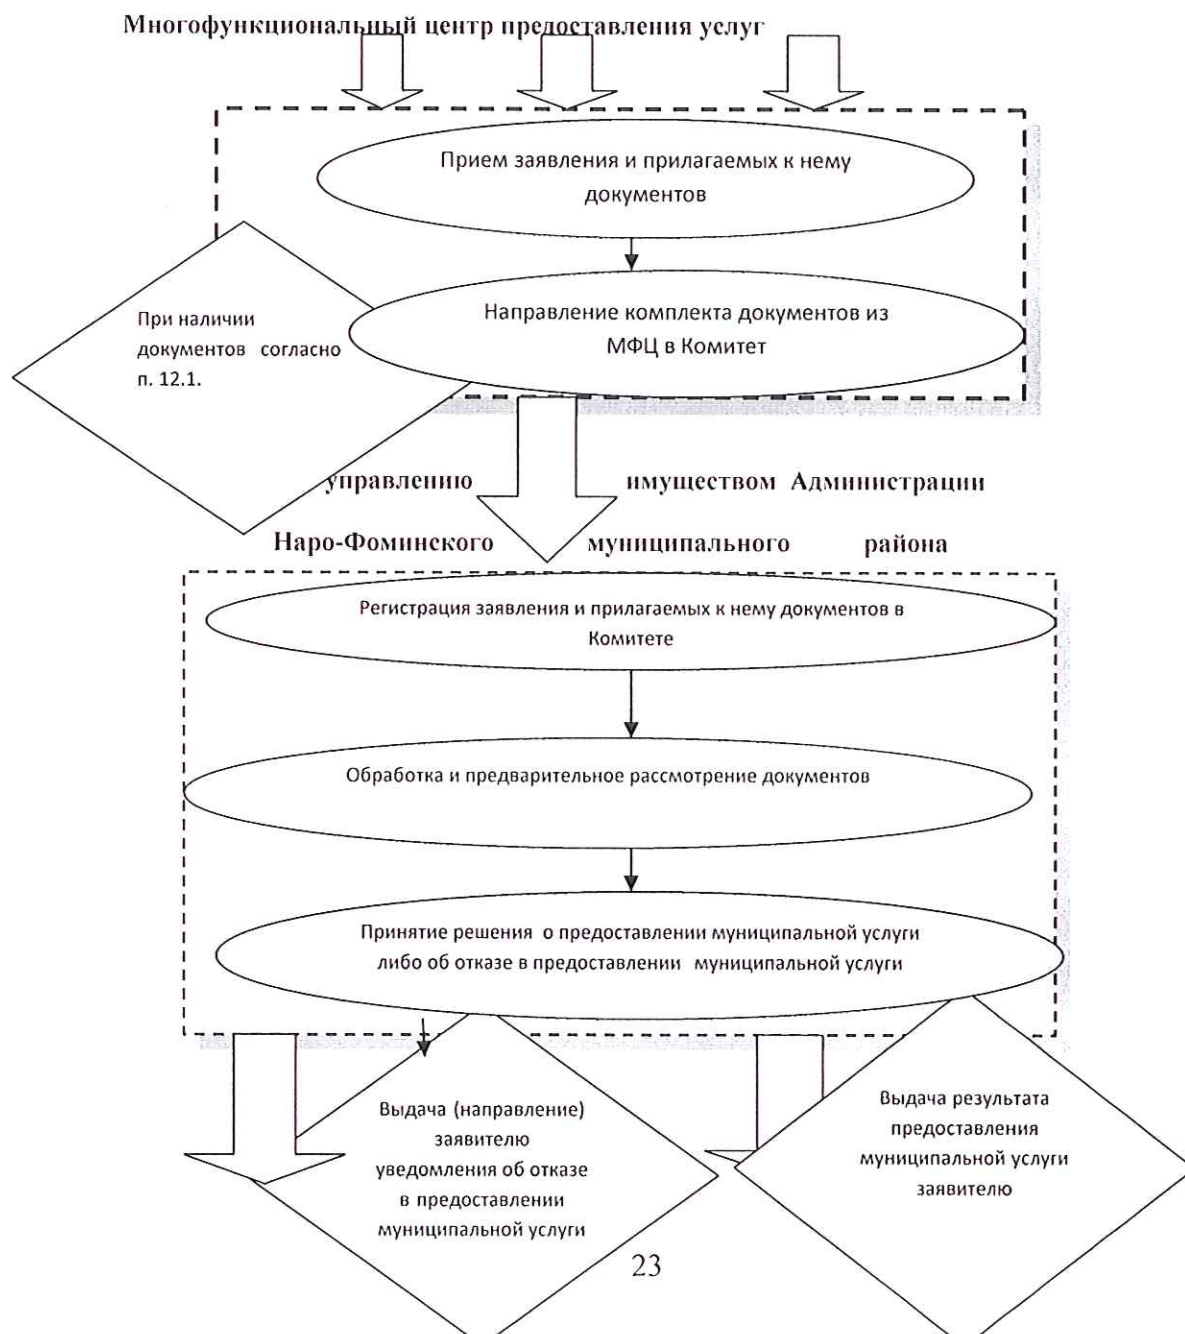 Многофункциональный центр предоставления услуг
Прием заявления и прилагаемых к нему
документов
При наличии
документов согласно
п. 12.1.
Направление комплекта документов из
МФЦ в Комитет
управлению имуществом Администрации
Наро-Фоминского муниципального района
Регистрация заявления и прилагаемых к нему документов в
Комитете
Обработка и предварительное рассмотрение документов
Принятие решения о предоставлении муниципальной услуги
либо об отказе в предоставлении муниципальной услуги
Выдача (направление)
заявителю
уведомления об отказе
в предоставлении
муниципальной услуги
Выдача результата
предоставления
муниципальной услуги
заявителю
23